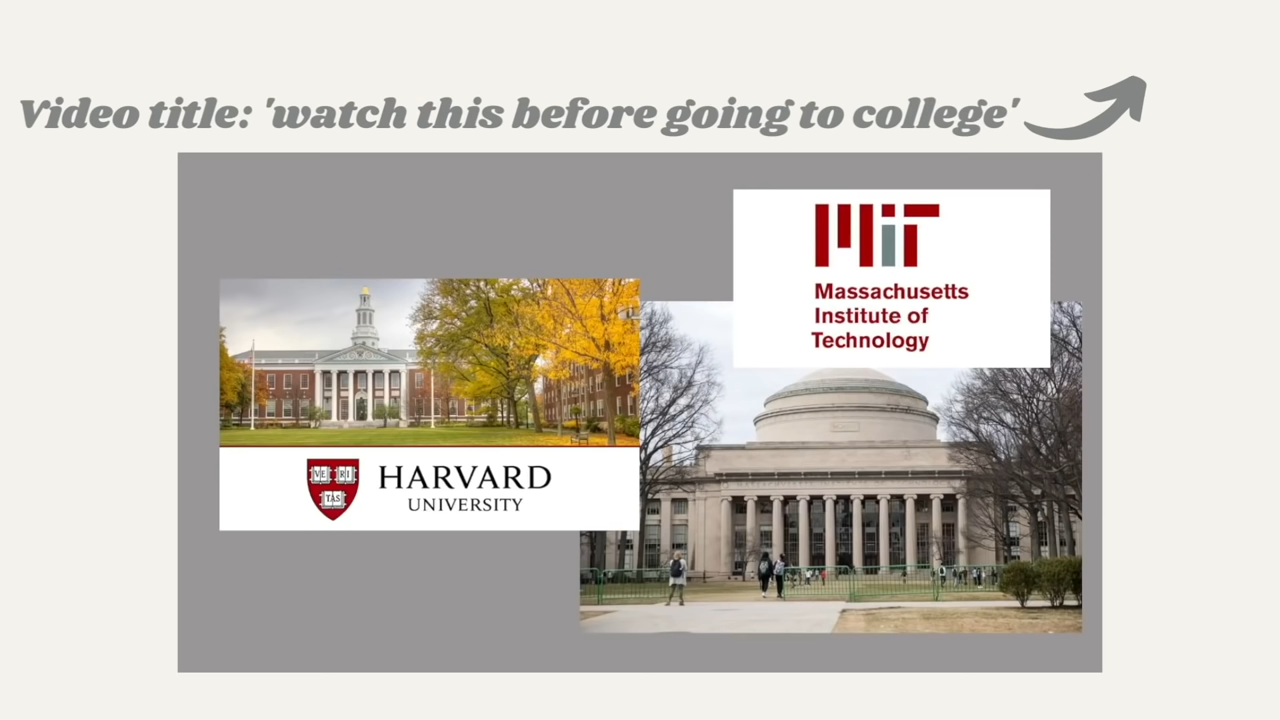 Video title: 'watch this before going to college'
MiT
Massachusetts
Institute of
Technology
VE RI
TAS
HARVARD
UNIVERSITY